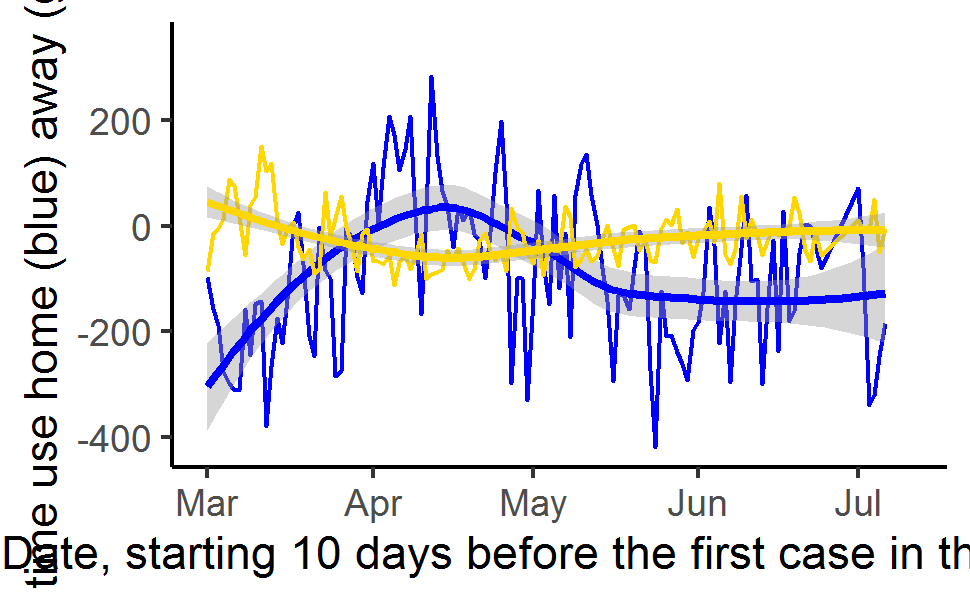 time use home (blue) away (
200
0
-200
-400
Mar Apr May Jun Jul
Date, starting 10 days before the first case in th